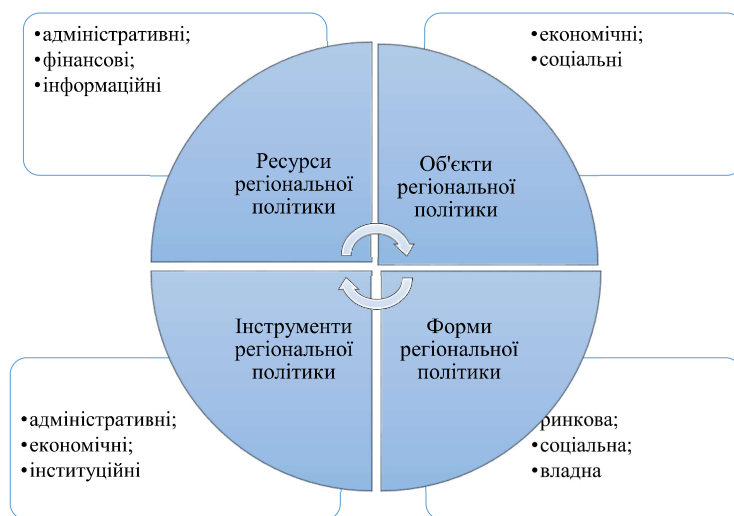 •адміністративні;
•фінансові;
•інформаційні
•економічні;
•соціальні
Ресурси
регіональної
політики
Об'єкти
регіональної
політики
Інструменти
регіональної
політики
Форми
регіональної
політики
•адміністративні;
•економічні;
•інституційні
ринкова;
•соціальна;
•владна